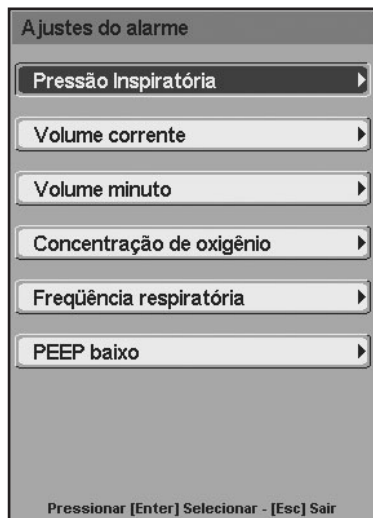 Ajustes do alarme
Pressão Inspiratória
Volume corrente
Volume minuto
Concentração de oxigênio
Freqüência respiratória
PEEP baixo
Pressionar [Enter] Selecionar - [Esc] Sair